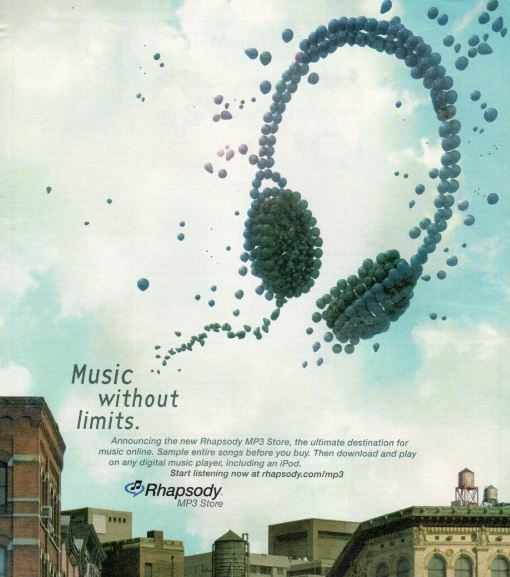 Music
without
limits.
Announcing the new Rhapsody MP3 Store, the ultimate destination for
music online. Sample entire songs before you buy. Then download and play
on any digital music player, including an iPod.
Start listening now at rhapsody.com/mp3
Rhapsody
MP3 Store